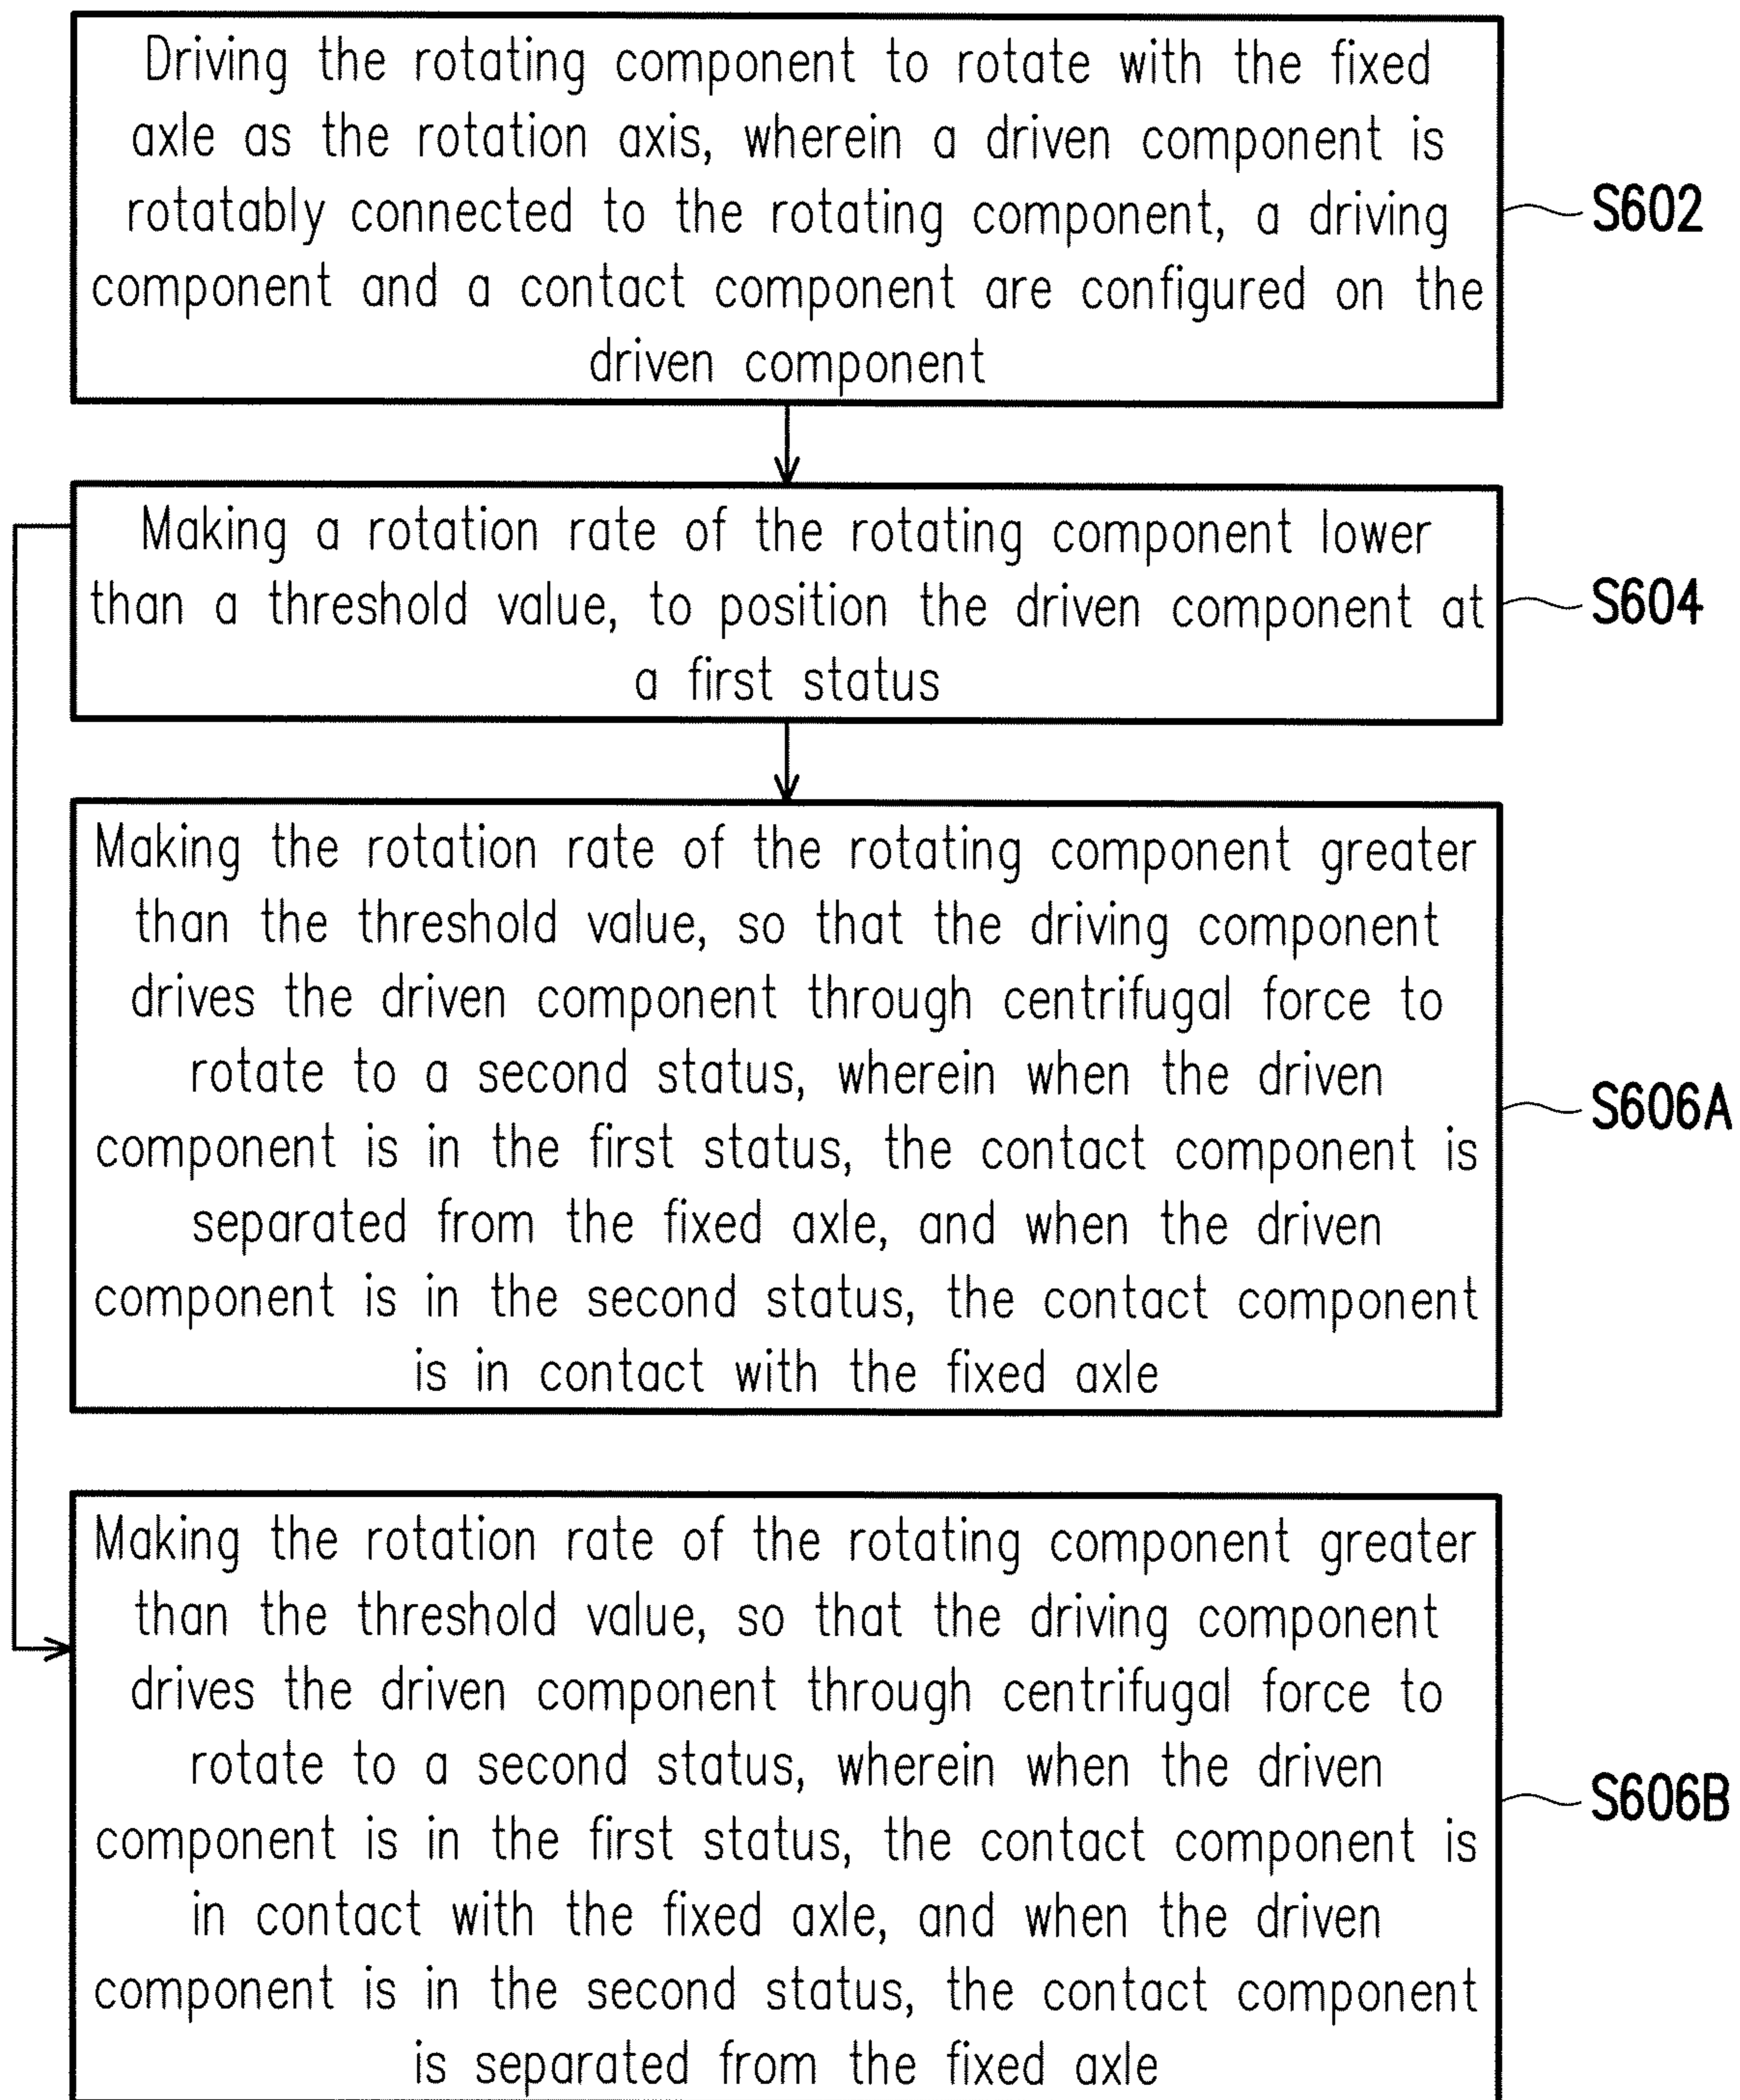 Driving the rotating component to rotate with the fixed
axle as the rotation axis, wherein a driven component is
rotatably connected to the rotating component, a driving
component and a contact component are configured on the
driven component
S602
Making a rotation rate of the rotating component lower
than a threshold value, to position the driven component at
a first status
S604
Making the rotation rate of the rotating component greater
than the threshold value, so that the driving component
drives the driven component through centrifugal force to
rotate to a second status, wherein when the driven
component is in the first status, the contact component is
separated from the fixed axle, and when the driven
component is in the second status, the contact component
is in contact with the fixed axle
S606A
Making the rotation rate of the rotating component greater
than the threshold value, so that the driving component
drives the driven component through centrifugal force to
rotate to a second status, wherein when the driven
component is in the first status, the contact component is
in contact with the fixed axle, and when the driven
component is in the second status, the contact component
is separated from the fixed axle
S606B